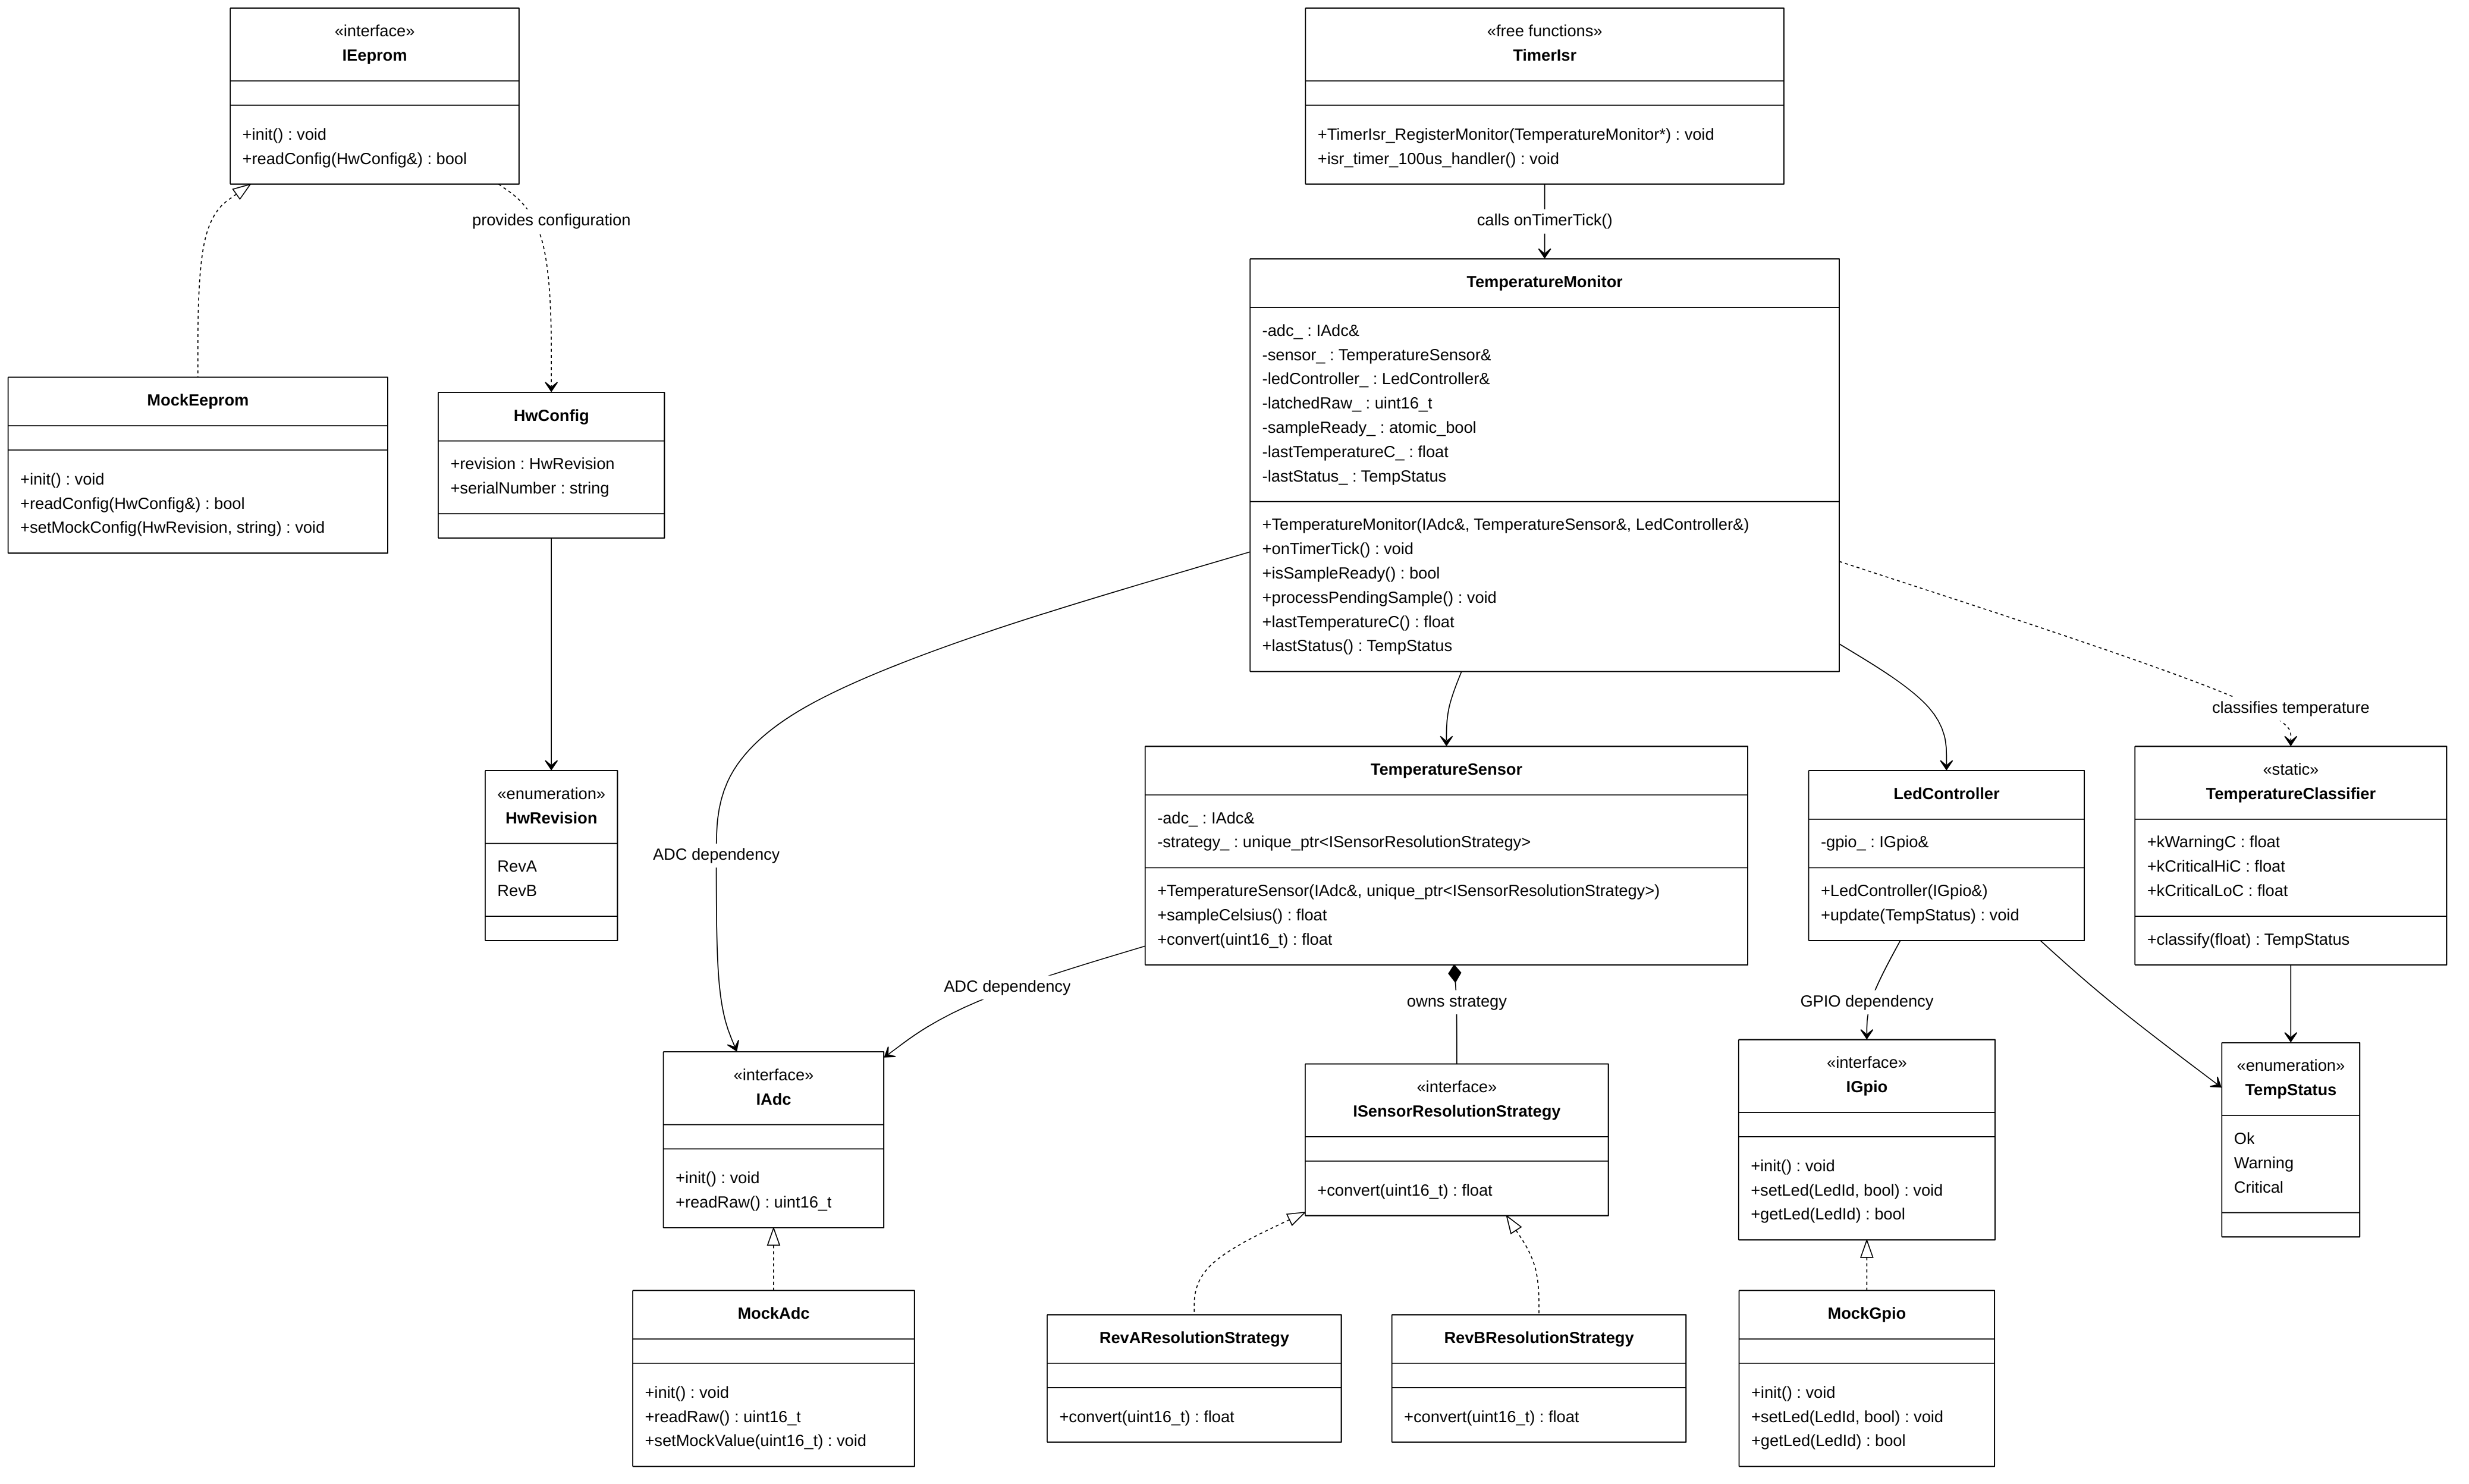 «interface»
IEeprom
+init() : void
+readConfig(HwConfig&) : bool
«free functions»
TimerIsr
+TimerIsr_RegisterMonitor(TemperatureMonitor*) : void
+isr_timer_100us_handler() : void
provides configuration
calls onTimerTick()
TemperatureMonitor
-adc_ : IAdc&
-sensor_ : TemperatureSensor&
-ledController_ : LedController&
-latchedRaw_ : uint16_t
-sampleReady_ : atomic_bool
-lastTemperatureC_ : float
-lastStatus_ : TempStatus
+TemperatureMonitor(IAdc&, TemperatureSensor&, LedController&)
+onTimerTick() : void
+isSampleReady() : bool
+processPendingSample() : void
+lastTemperatureC() : float
+lastStatus() : TempStatus
MockEeprom
+init() : void
+readConfig(HwConfig&) : bool
+setMockConfig(HwRevision, string) : void
HwConfig
+revision : HwRevision
+serialNumber : string
classifies temperature
«enumeration»
HwRevision
RevA
RevB
ADC dependency
TemperatureSensor
-adc_ : IAdc&
-strategy_ : unique_ptr<ISensorResolutionStrategy>
+TemperatureSensor(IAdc&, unique_ptr<ISensorResolutionStrategy>)
+sampleCelsius() : float
+convert(uint16_t) : float
LedController
-gpio_ : IGpio&
+LedController(IGpio&)
+update(TempStatus) : void
«static»
TemperatureClassifier
+kWarningC : float
+kCriticalHiC : float
+kCriticalLoC : float
+classify(float) : TempStatus
ADC dependency
owns strategy
GPIO dependency
«interface»
IAdc
+init() : void
+readRaw() : uint16_t
«interface»
ISensorResolutionStrategy
+convert(uint16_t) : float
«interface»
IGpio
+init() : void
+setLed(LedId, bool) : void
+getLed(LedId) : bool
«enumeration»
TempStatus
Ok
Warning
Critical
MockAdc
+init() : void
+readRaw() : uint16_t
+setMockValue(uint16_t) : void
RevAResolutionStrategy
+convert(uint16_t) : float
RevBResolutionStrategy
+convert(uint16_t) : float
MockGpio
+init() : void
+setLed(LedId, bool) : void
+getLed(LedId) : bool